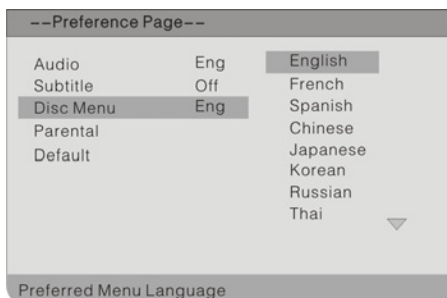 --Preference Page--
Audio Eng
Subtitle Off
Disc Menu Eng
Parental
Default
English
French
Spanish
Chinese
Japanese
Korean
Russian
Thai
Preferred Menu Language